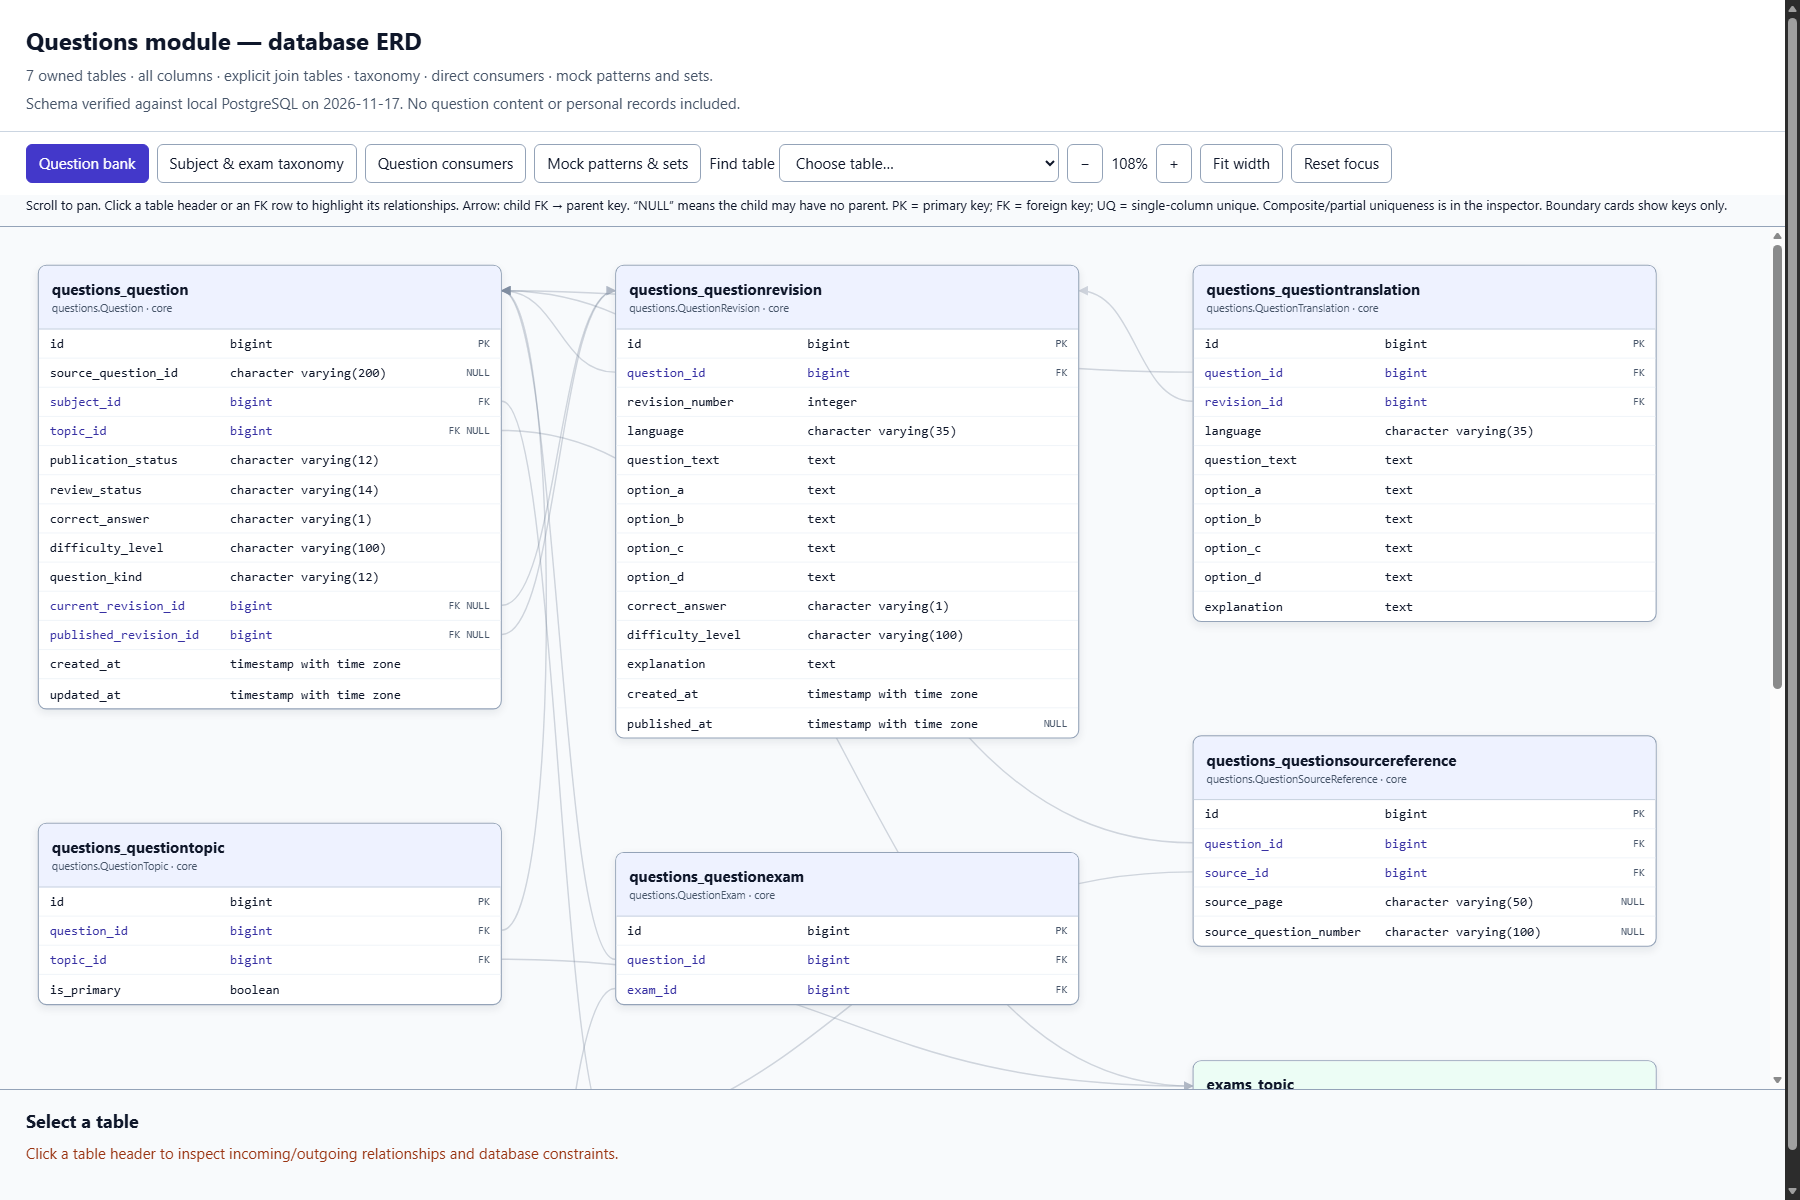 Questions module — database ERD
7 owned tables · all columns · explicit join tables · taxonomy · direct consumers · mock patterns and sets.
Schema verified against local PostgreSQL on 2026-11-17. No question content or personal records included.
Question bank Subject & exam taxonomy Question consumers Mock patterns & sets Find table Choose table... − 108% + Fit width Reset focus
Scroll to pan. Click a table header or an FK row to highlight its relationships. Arrow: child FK → parent key. “NULL” means the child may have no parent. PK = primary key; FK = foreign key; UQ = single-column unique. Composite/partial uniqueness is in the inspector. Boundary cards show keys only.
questions_question
questions.Question · core
id bigint PK
source_question_id character varying(200) NULL
subject_id bigint FK
topic_id bigint FK NULL
publication_status character varying(12)
review_status character varying(14)
correct_answer character varying(1)
difficulty_level character varying(100)
question_kind character varying(12)
current_revision_id bigint FK NULL
published_revision_id bigint FK NULL
created_at timestamp with time zone
updated_at timestamp with time zone
questions_questionrevision
questions.QuestionRevision · core
id bigint PK
question_id bigint FK
revision_number integer
language character varying(35)
question_text text
option_a text
option_b text
option_c text
option_d text
correct_answer character varying(1)
difficulty_level character varying(100)
explanation text
created_at timestamp with time zone
published_at timestamp with time zone NULL
questions_questiontranslation
questions.QuestionTranslation · core
id bigint PK
question_id bigint FK
revision_id bigint FK
language character varying(35)
question_text text
option_a text
option_b text
option_c text
option_d text
explanation text
questions_questionsourcereference
questions.QuestionSourceReference · core
id bigint PK
question_id bigint FK
source_id bigint FK
source_page character varying(50) NULL
source_question_number character varying(100) NULL
questions_questiontopic
questions.QuestionTopic · core
id bigint PK
question_id bigint FK
topic_id bigint FK
is_primary boolean
questions_questionexam
questions.QuestionExam · core
id bigint PK
question_id bigint FK
exam_id bigint FK
exams_topic
Select a table
Click a table header to inspect incoming/outgoing relationships and database constraints.